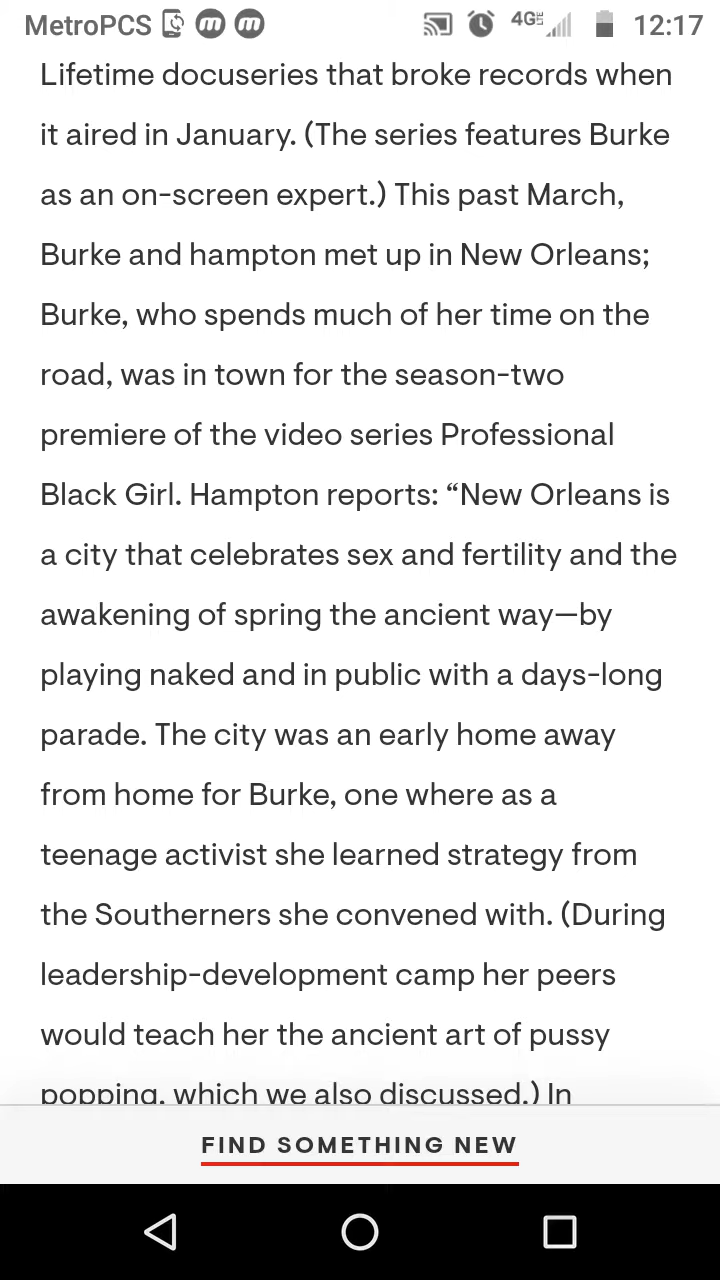 MetroPCS 4G LTE 12:17
Lifetime docuseries that broke records when
it aired in January. (The series features Burke
as an on-screen expert.) This past March,
Burke and hampton met up in New Orleans;
Burke, who spends much of her time on the
road, was in town for the season-two
premiere of the video series Professional
Black Girl. Hampton reports: “New Orleans is
a city that celebrates sex and fertility and the
awakening of spring the ancient way—by
playing naked and in public with a days-long
parade. The city was an early home away
from home for Burke, one where as a
teenage activist she learned strategy from
the Southerners she convened with. (During
leadership-development camp her peers
would teach her the ancient art of pussy
popping, which we also discussed.) In
FIND SOMETHING NEW